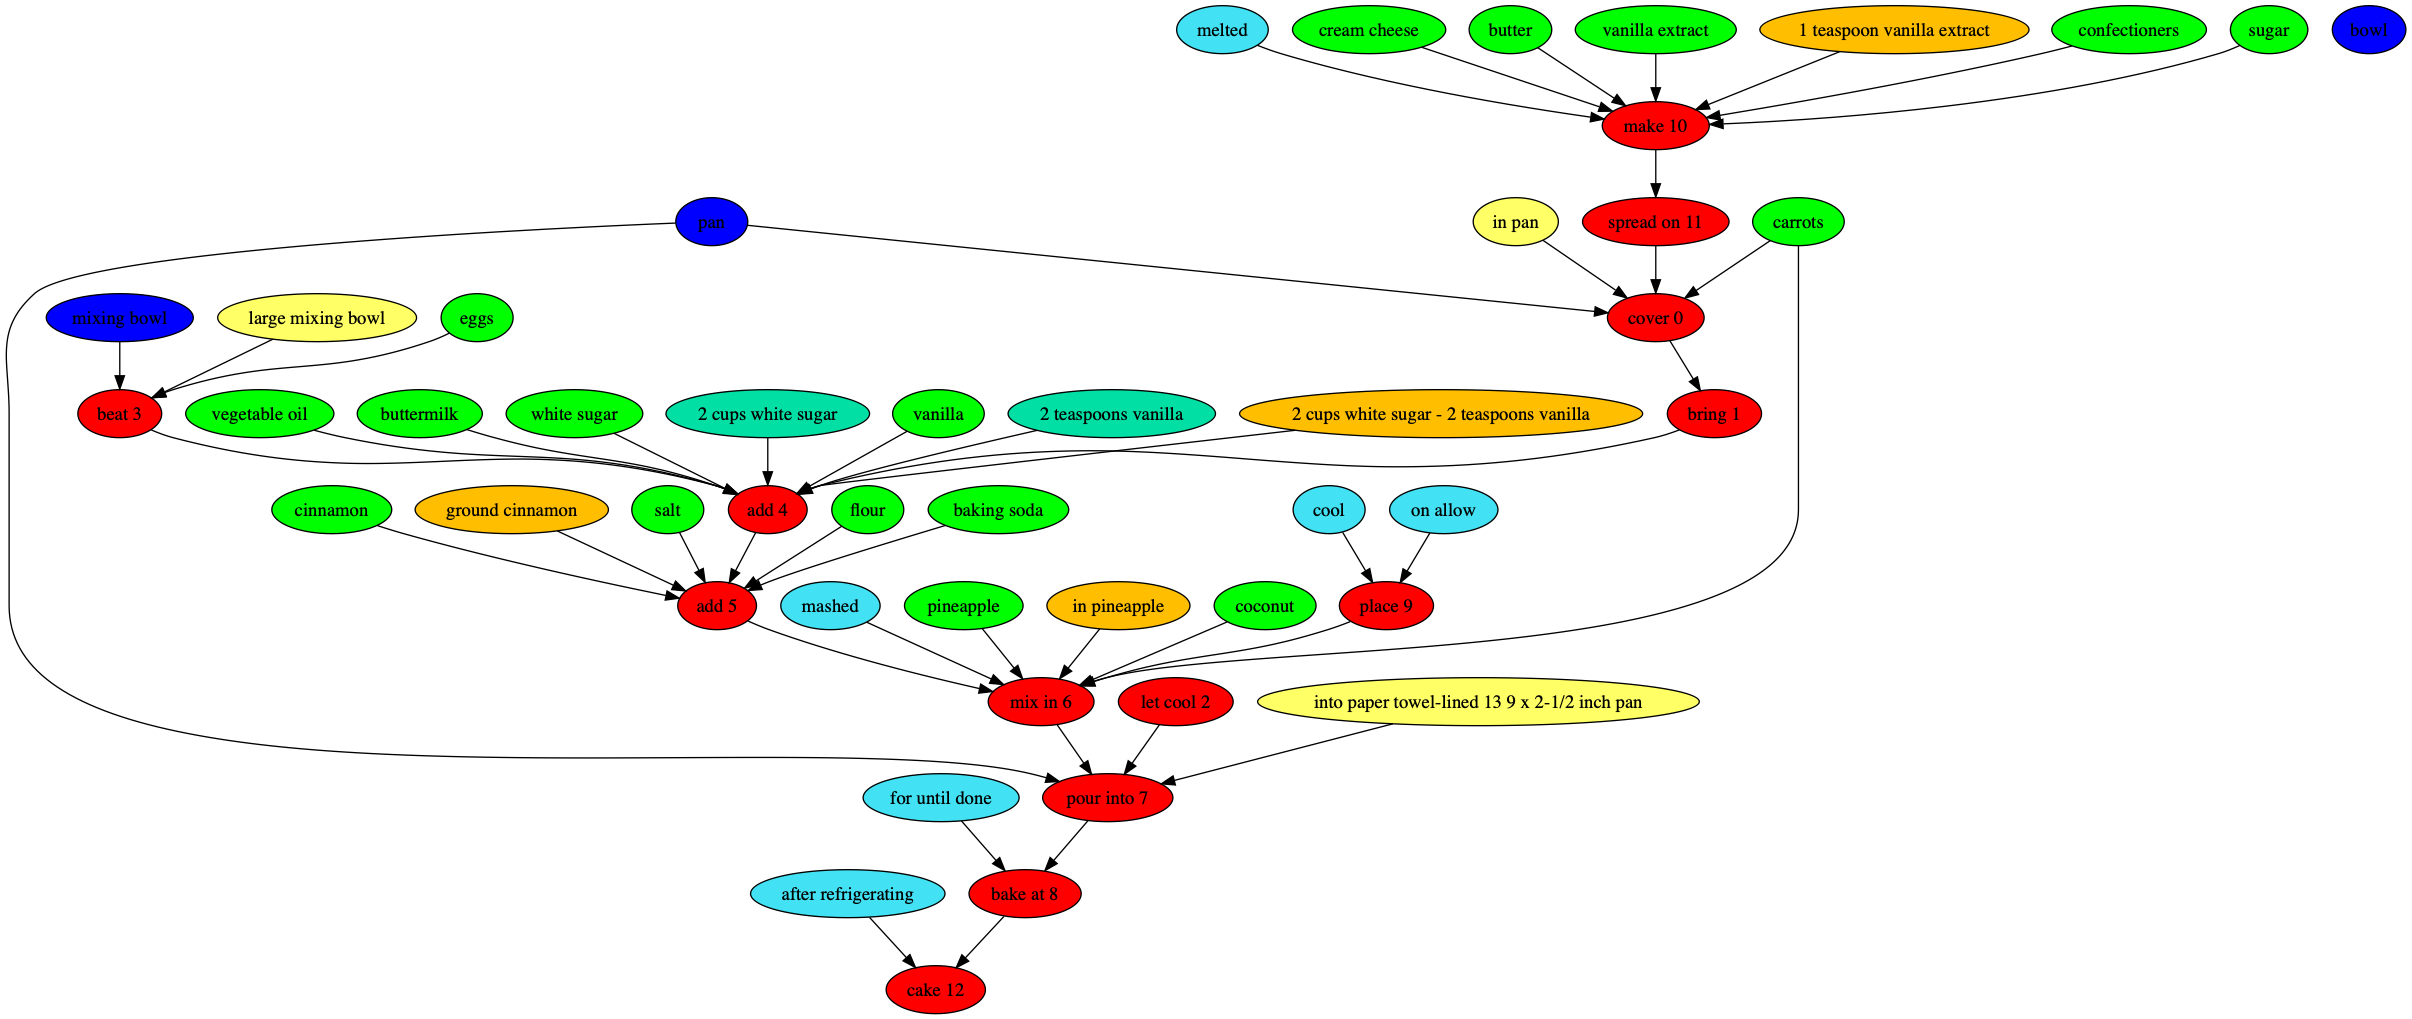 melted
cream cheese
butter
vanilla extract
1 teaspoon vanilla extract
confectioners
sugar
bowl
make 10
pan
in pan
spread on 11
carrots
mixing bowl
large mixing bowl
eggs
cover 0
beat 3
vegetable oil
buttermilk
white sugar
2 cups white sugar
vanilla
2 teaspoons vanilla
2 cups white sugar - 2 teaspoons vanilla
bring 1
cinnamon
ground cinnamon
salt
add 4
flour
baking soda
cool
on allow
add 5
mashed
pineapple
in pineapple
coconut
place 9
mix in 6
let cool 2
into paper towel-lined 13 9 x 2-1/2 inch pan
for until done
pour into 7
after refrigerating
bake at 8
cake 12